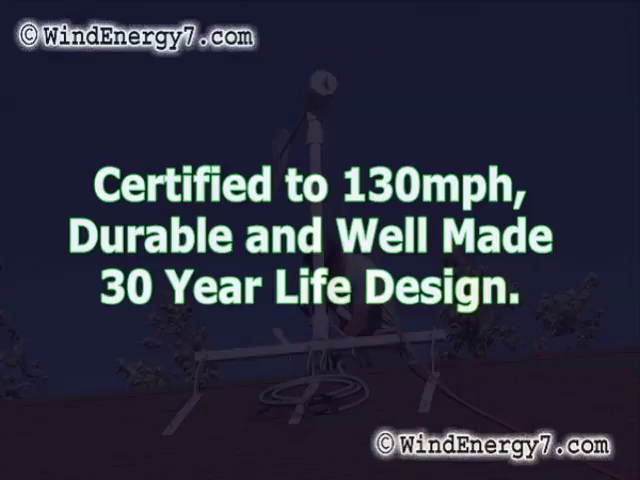 © WindEnergy7.com
Certified to 130mph,
Durable and Well Made
30 Year Life Design.
© WindEnergy7.com